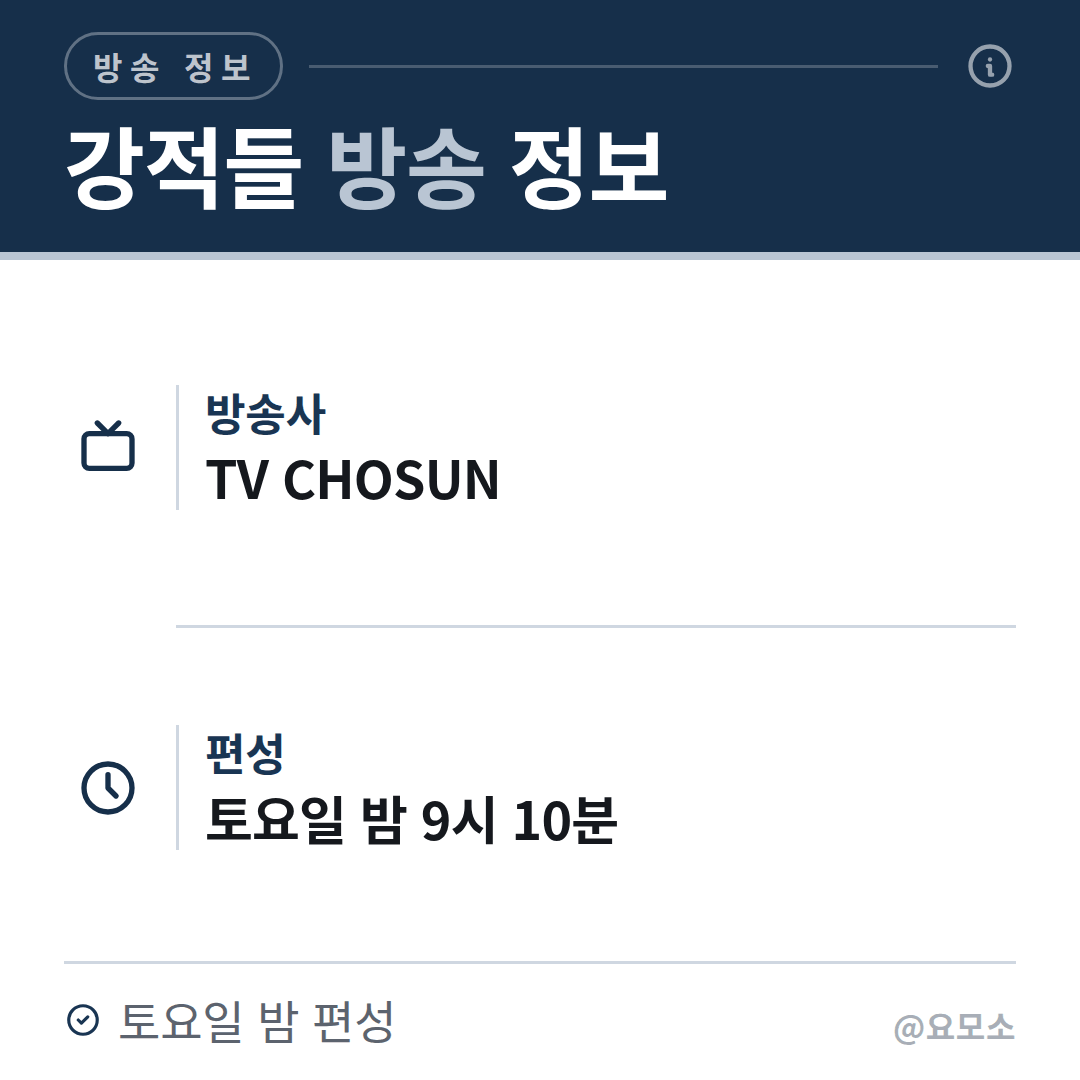 방송 정보
강적들 방송 정보
방송사
TV CHOSUN
편성
토요일 밤 9시 10분
토요일 밤 편성
@요모소